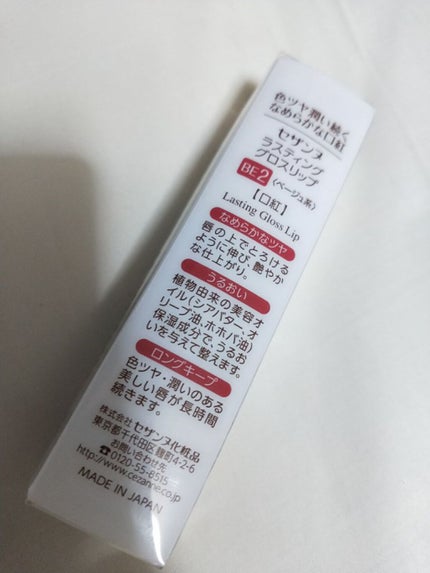 色ツヤ潤い続く
なめらかな口紅
セザンヌ
ラスティング
グロスリップ
BE2 〈ベージュ系〉
【口紅】
Lasting Gloss Lip
なめらかなツヤ
唇の上でとろける
ように伸び、艶やか
な仕上がり。
うるおい
植物由来の美容オ
イル(シアバター、オ
リーブ油、ホホバ油)
保湿成分で、うるお
いを与えて整えます。
ロングキープ
色ツヤ・潤いのある
美しい唇が長時間
続きます。
株式会社 セザンヌ化粧品
東京都千代田区麹町4-2-6
お問い合わせ先
☎0120-55-8515
http://www.cezanne.co.jp
MADE IN JAPAN